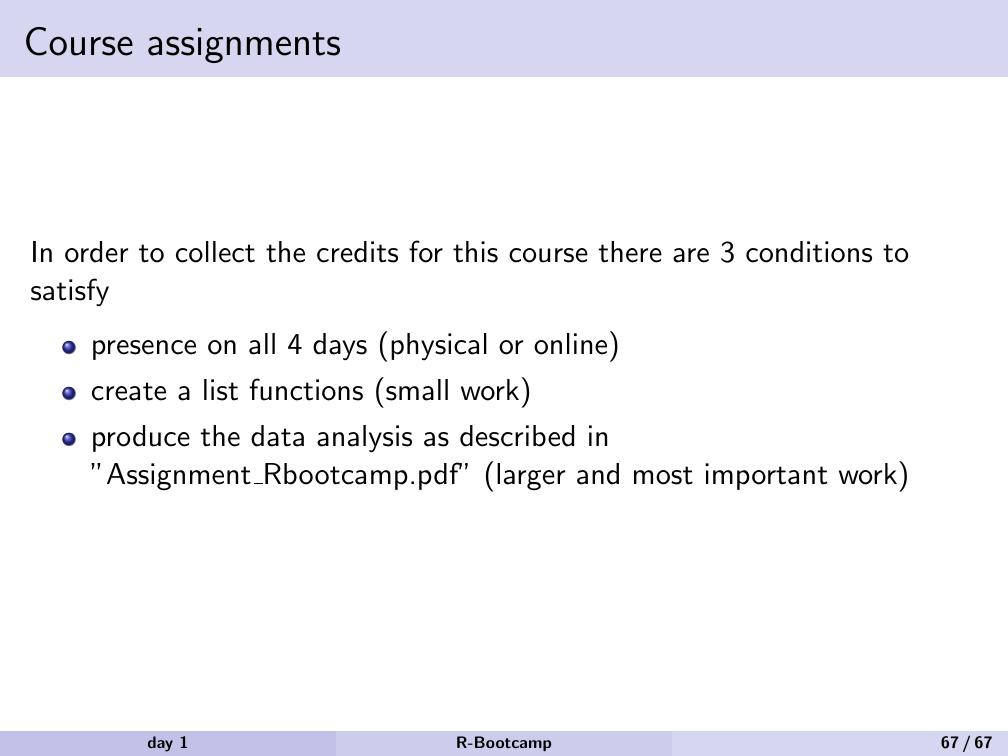 Course assignments
In order to collect the credits for this course there are 3 conditions to
satisfy
presence on all 4 days (physical or online)
create a list functions (small work)
produce the data analysis as described in
”Assignment_Rbootcamp.pdf” (larger and most important work)
day 1 R-Bootcamp 67 / 67